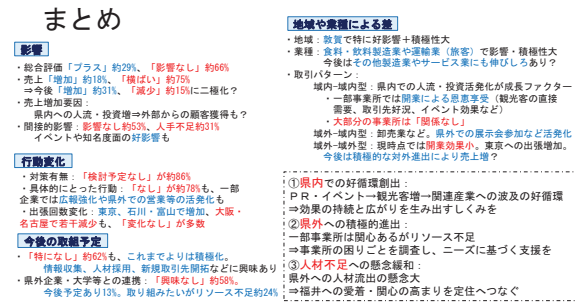 まとめ
影響
・総合評価「プラス」約29%、「影響なし」約66%
・売上「増加」約18%、「横ばい」約75%
⇒今後「増加」約31%、「減少」約15%に二極化？
・売上増加要因：
県内への人流・投資増⇒外部からの顧客獲得も？
・間接的影響：影響なし約53%、人手不足約31%
イベントや知名度面の好影響も
行動変化
・対策有無：「検討予定なし」が約86%
・具体的にとった行動：「なし」が約78%も、一部
企業では広報強化や県外での営業等の活発化も
・出張回数変化：東京、石川・富山で増加、大阪・
名古屋で若干減少も、「変化なし」が多数
今後の取組予定
・「特になし」約62%も、これまでよりは積極化。
情報収集、人材採用、新規取引先開拓などに興味あり
・県外企業・大学等との連携：「興味なし」約58%。
今後予定あり13%。取り組みたいがリソース不足約24%
地域や業種による差
・地域：敦賀で特に好影響＋積極性大
・業種：食料・飲料製造業や運輸業（旅客）で影響・積極性大
今後はその他製造業やサービス業にも伸びしろあり？
・取引パターン：
域内-域内型：県内での人流・投資活発化が成長ファクター
・一部事業所では開業による恩恵享受（観光客の直接
需要、取引先好況、イベント効果など）
・大部分の事業所は「関係なし」
域外-域内型：卸売業など。県外での展示会参加など活発化
域外-域外型：現時点では開業効果小。東京への出張増加。
今後は積極的な対外進出により売上増？
①県内での好循環創出：
ＰＲ・イベント→観光客増→関連産業への波及の好循環
⇒効果の持続と広がりを生み出すしくみを
②県外への積極的進出：
一部事業所は関心あるがリソース不足
⇒事業所の困りごとを調査し、ニーズに基づく支援を
③人材不足への懸念緩和：
県外への人材流出の懸念大
⇒福井への愛着・関心の高まりを定住へつなぐ